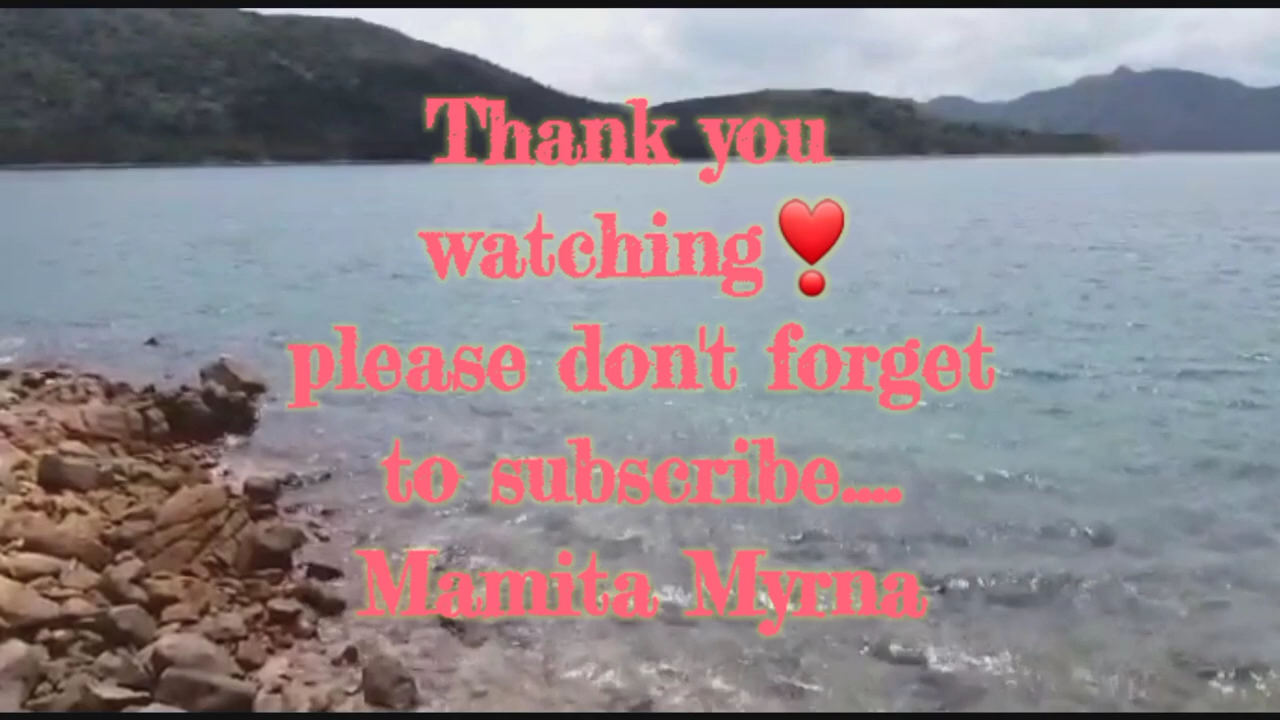 Thank you
watching❣️
please don't forget
to subscribe....
Mamita Myrna